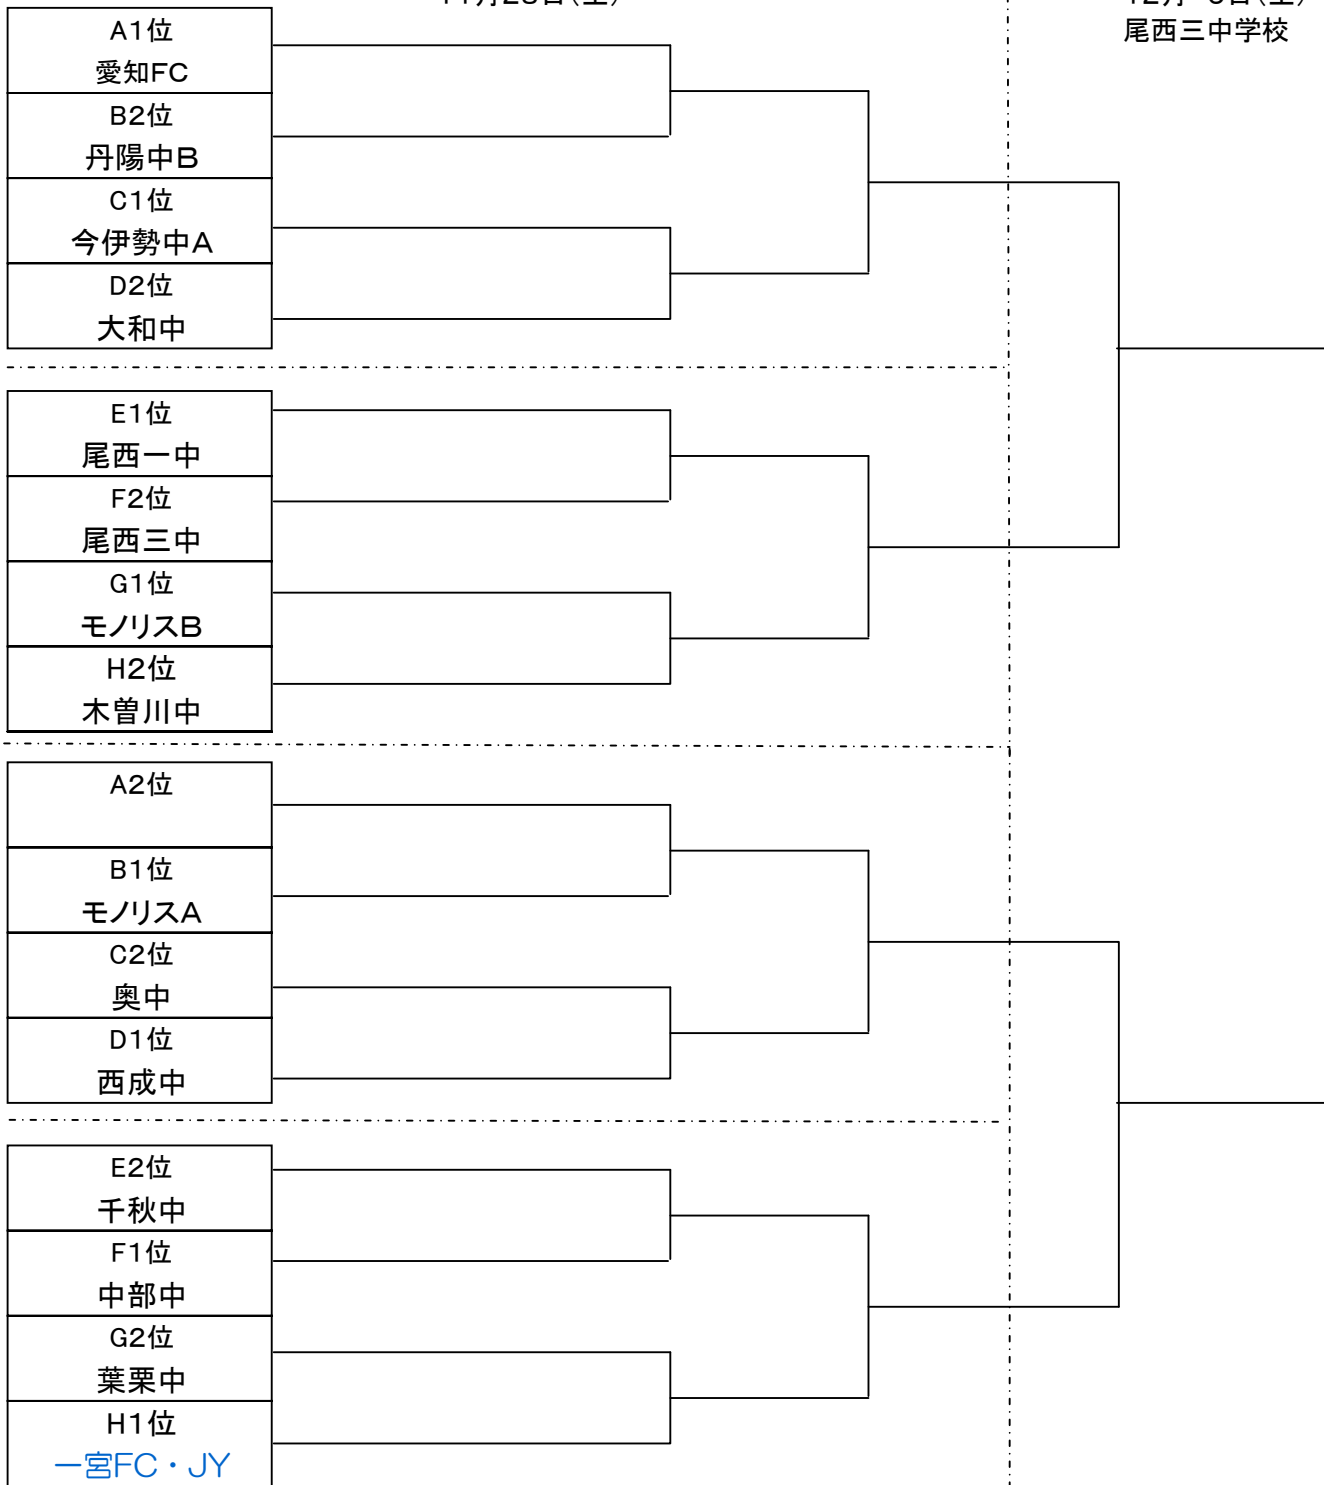 尾西三中学校
A1位
愛知FC
B2位
丹陽中B
C1位
今伊勢中A
D2位
大和中
E1位
尾西一中
F2位
尾西三中
G1位
モノリスB
H2位
木曽川中
A2位
B1位
モノリスA
C2位
奥中
D1位
西成中
E2位
千秋中
F1位
中部中
G2位
葉栗中
H1位
一宮FC・JY